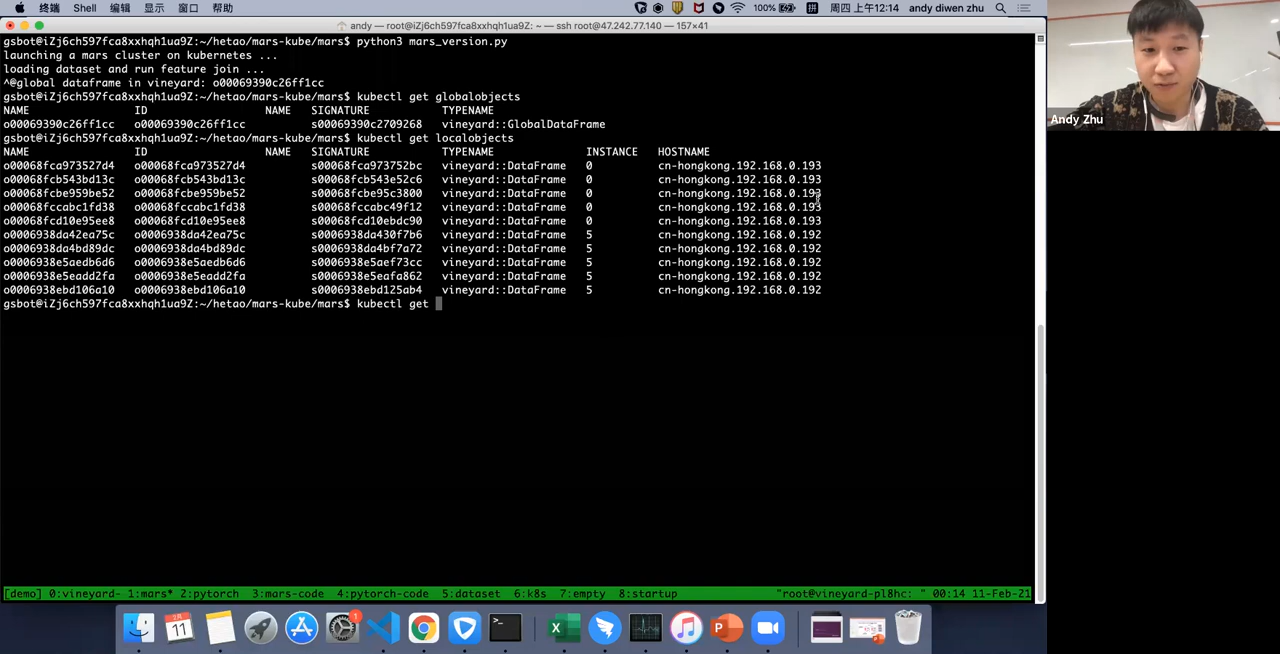 终端 Shell 编辑 显示 窗口 帮助 100% 周四 上午12:14 andy diwen zhu
andy — root@iZj6ch597fca8xxhqh1ua9Z: ~ — ssh root@47.242.77.140 — 157×41
gsbot@iZj6ch597fca8xxhqh1ua9Z:~/hetao/mars-kube/mars$ python3 mars_version.py
launching a mars cluster on kubernetes ...
loading dataset and run feature join ...
^@global dataframe in vineyard: o00069390c26ff1cc
gsbot@iZj6ch597fca8xxhqh1ua9Z:~/hetao/mars-kube/mars$ kubectl get globalobjects
NAME ID NAME SIGNATURE TYPENAME
o00069390c26ff1cc o00069390c26ff1cc s00069390c2709268 vineyard::GlobalDataFrame
gsbot@iZj6ch597fca8xxhqh1ua9Z:~/hetao/mars-kube/mars$ kubectl get localobjects
NAME ID NAME SIGNATURE TYPENAME INSTANCE HOSTNAME
o00068fca973527d4 o00068fca973527d4 s00068fca973752bc vineyard::DataFrame 0 cn-hongkong.192.168.0.193
o00068fcb543bd13c o00068fcb543bd13c s00068fcb543e52c6 vineyard::DataFrame 0 cn-hongkong.192.168.0.193
o00068fcbe959be52 o00068fcbe959be52 s00068fcbe95c3800 vineyard::DataFrame 0 cn-hongkong.192.168.0.193
o00068fccabc1fd38 o00068fccabc1fd38 s00068fccabc49f12 vineyard::DataFrame 0 cn-hongkong.192.168.0.193
o00068fcd10e95ee8 o00068fcd10e95ee8 s00068fcd10ebdc90 vineyard::DataFrame 0 cn-hongkong.192.168.0.193
o0006938da42ea75c o0006938da42ea75c s0006938da430f7b6 vineyard::DataFrame 5 cn-hongkong.192.168.0.192
o0006938da4bd89dc o0006938da4bd89dc s0006938da4bf7a72 vineyard::DataFrame 5 cn-hongkong.192.168.0.192
o0006938e5aedb6d6 o0006938e5aedb6d6 s0006938e5aef73cc vineyard::DataFrame 5 cn-hongkong.192.168.0.192
o0006938e5eadd2fa o0006938e5eadd2fa s0006938e5eafa862 vineyard::DataFrame 5 cn-hongkong.192.168.0.192
o0006938ebd106a10 o0006938ebd106a10 s0006938ebd125ab4 vineyard::DataFrame 5 cn-hongkong.192.168.0.192
gsbot@iZj6ch597fca8xxhqh1ua9Z:~/hetao/mars-kube/mars$ kubectl get
[demo] 0:vineyard- 1:mars* 2:pytorch 3:mars-code 4:pytorch-code 5:dataset 6:k8s 7:empty 8:startup "root@vineyard-pl8hc: " 00:14 11-Feb-21
Andy Zhu
11
1